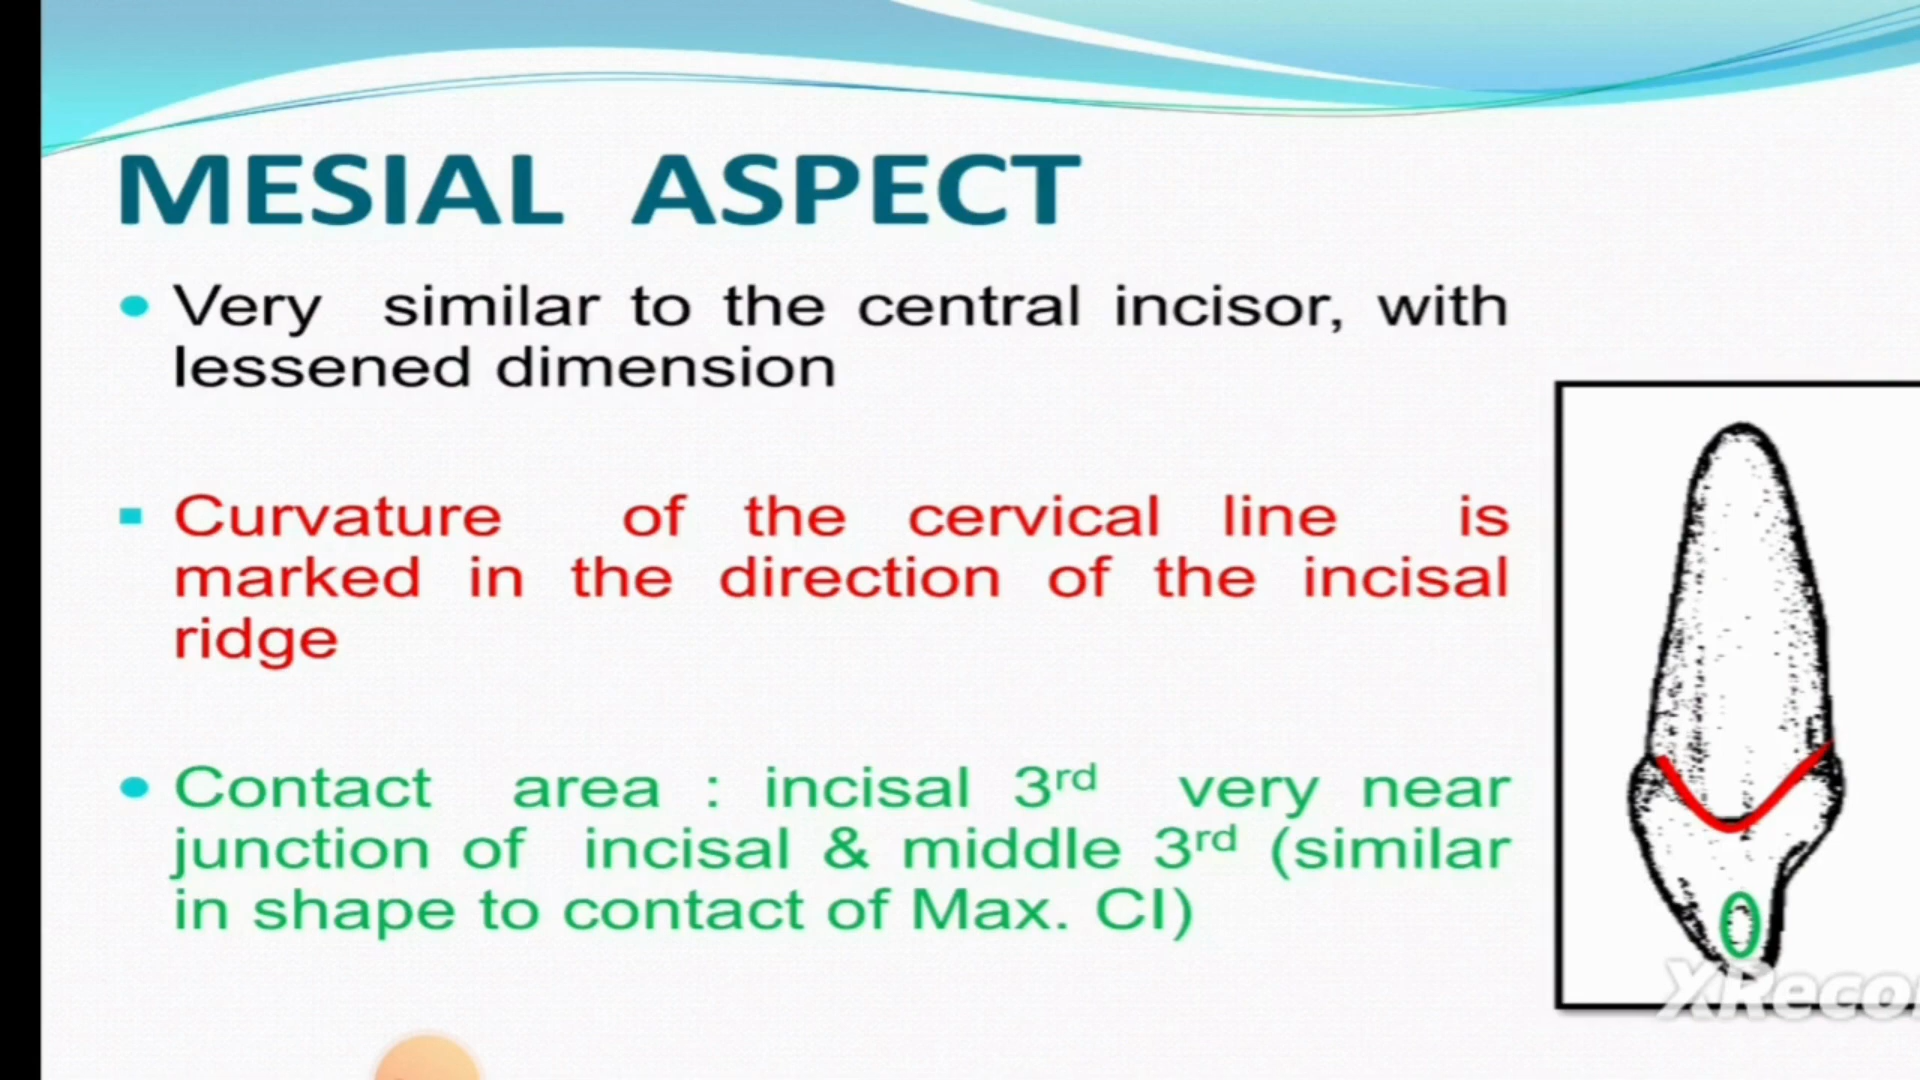 MESIAL ASPECT
Very similar to the central incisor, with
lessened dimension
Curvature of the cervical line is
marked in the direction of the incisal
ridge
Contact area : incisal 3rd very near
junction of incisal & middle 3rd (similar
in shape to contact of Max. CI)
XRecor